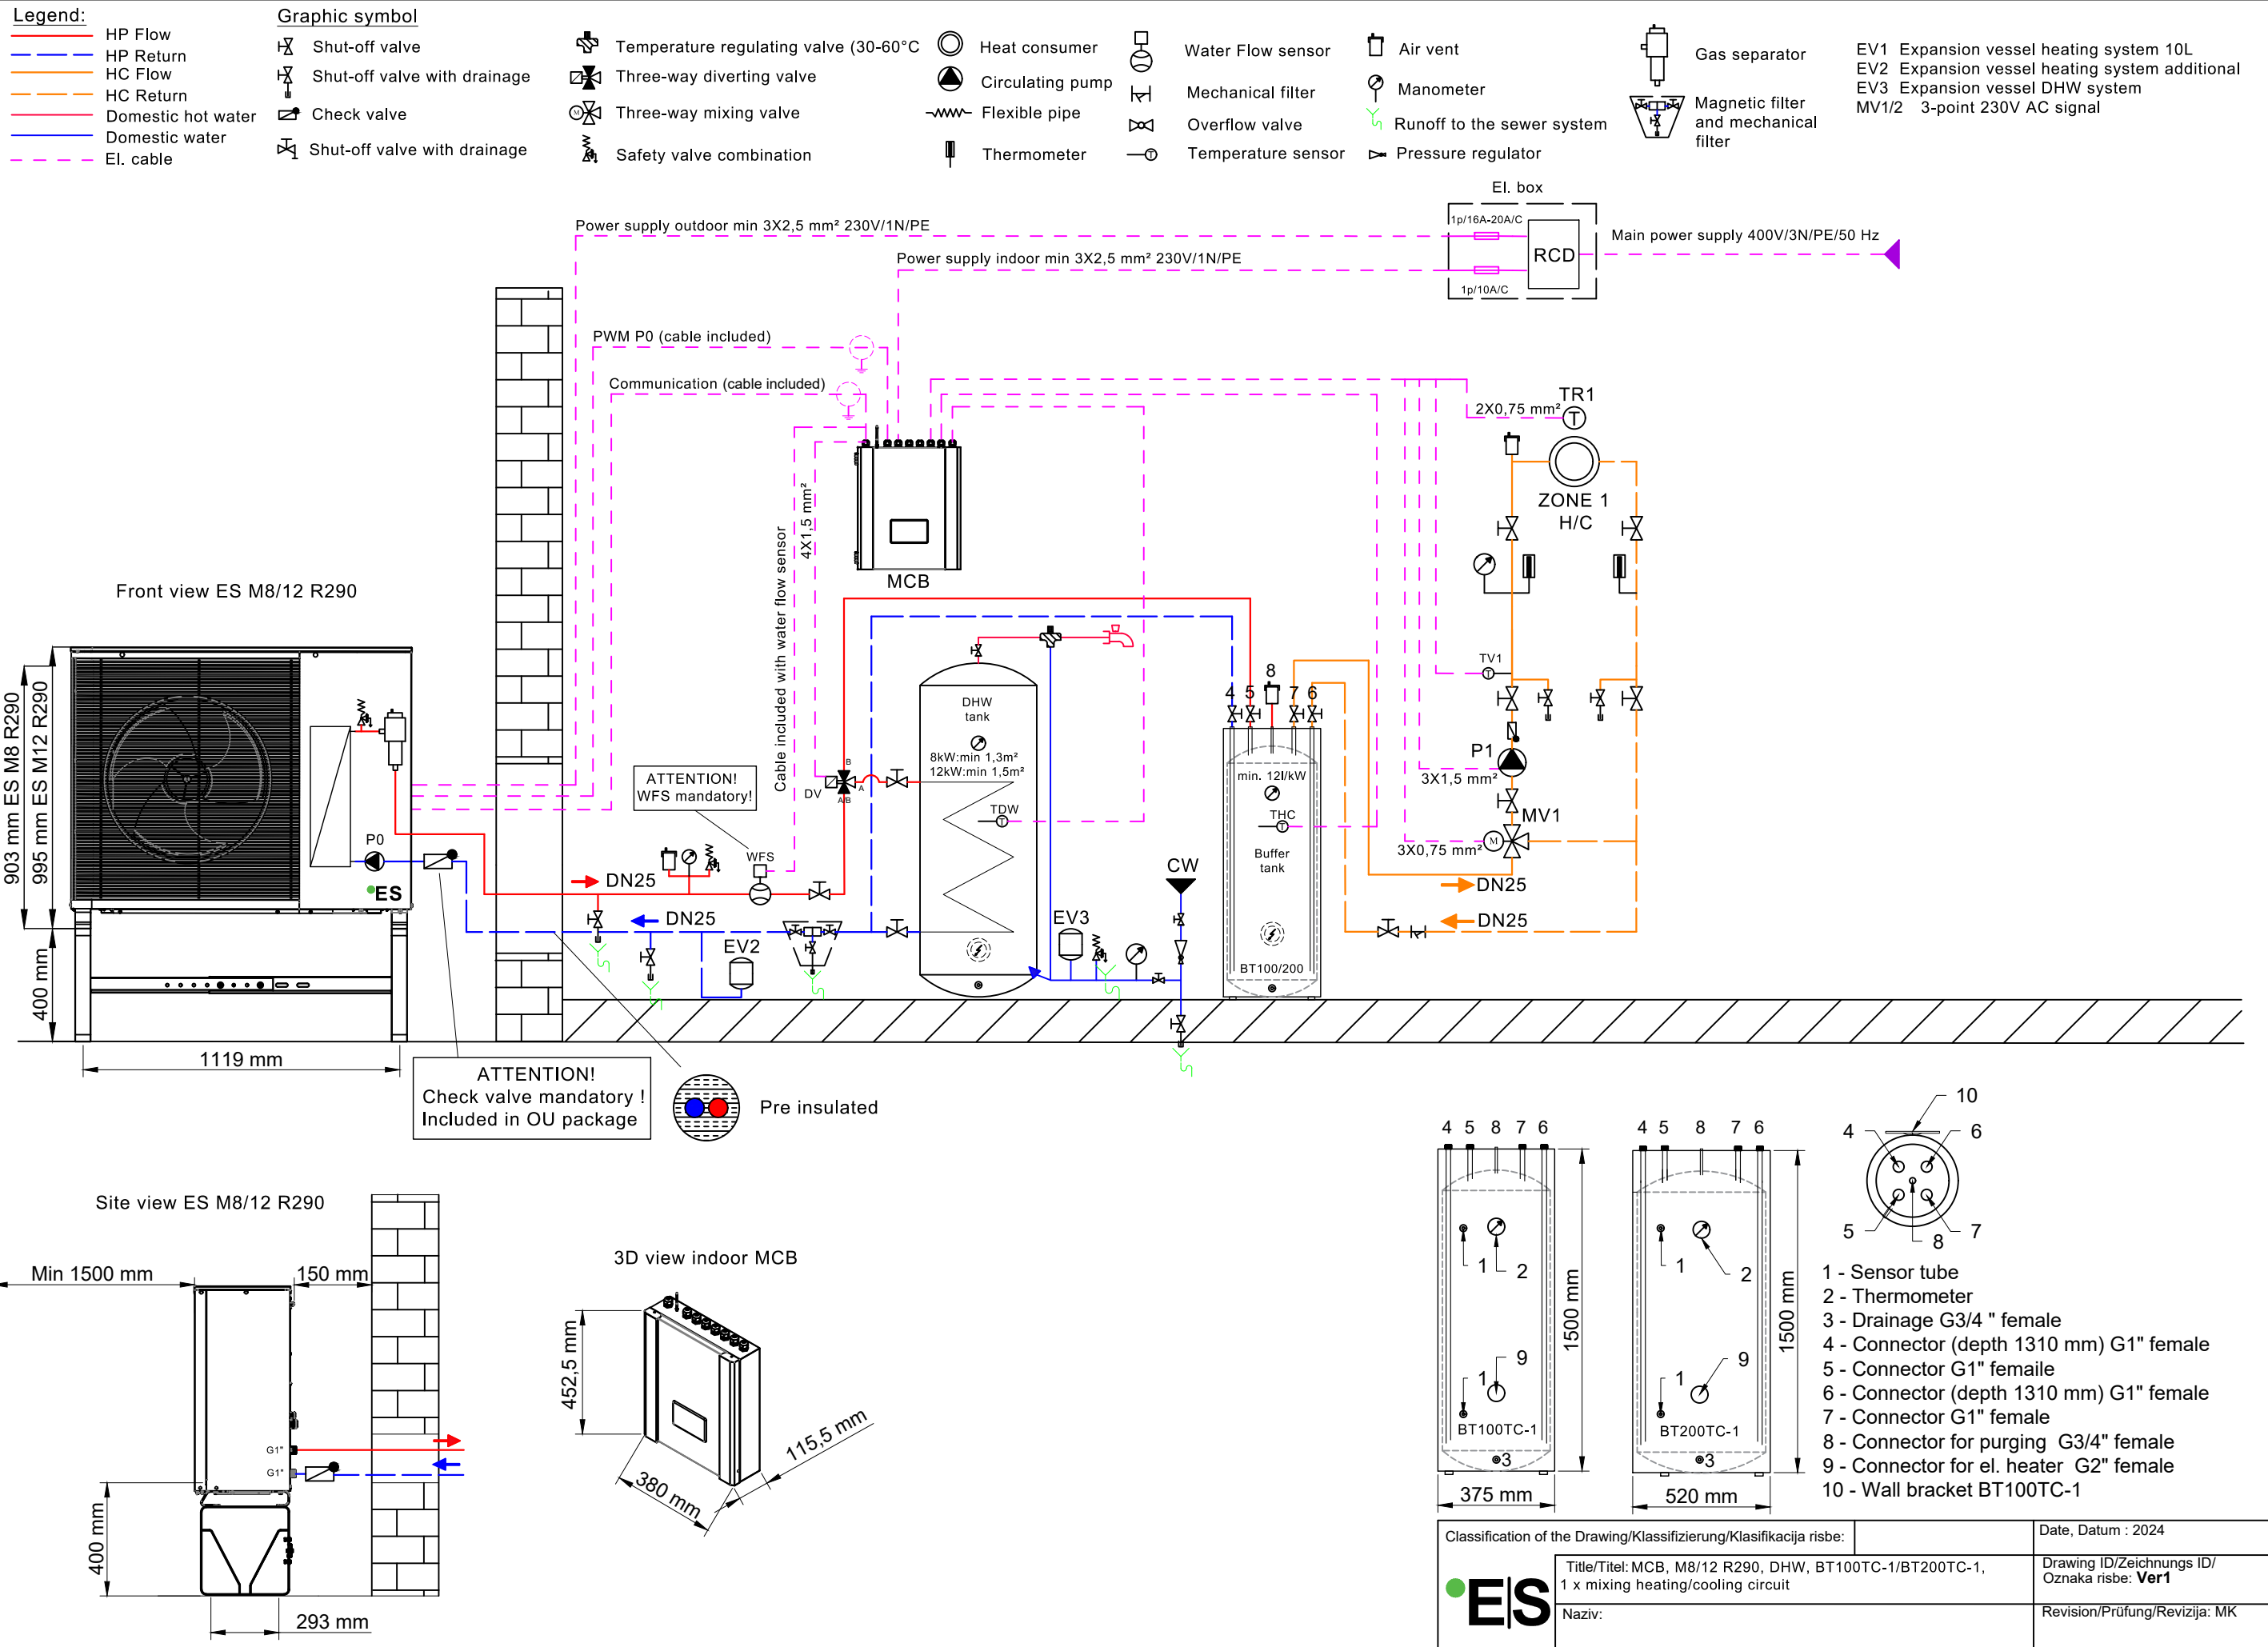 Legend:
HP Flow
HP Return
HC Flow
HC Return
Domestic hot water
Domestic water
El. cable
Graphic symbol
Shut-off valve
Shut-off valve with drainage
Check valve
Shut-off valve with drainage
Temperature regulating valve (30-60°C
Three-way diverting valve
Three-way mixing valve
M
Safety valve combination
Heat consumer
Circulating pump
Flexible pipe
Thermometer
Water Flow sensor
Mechanical filter
Overflow valve
Temperature sensor
T
Air vent
Manometer
Runoff to the sewer system
Pressure regulator
Gas separator
Magnetic filter
and mechanical
filter
EV1 Expansion vessel heating system 10L
EV2 Expansion vessel heating system additional
EV3 Expansion vessel DHW system
MV1/2 3-point 230V AC signal
El. box
1p/16A-20A/C
RCD
1p/10A/C
Main power supply 400V/3N/PE/50 Hz
Power supply outdoor min 3X2,5 mm² 230V/1N/PE
Power supply indoor min 3X2,5 mm² 230V/1N/PE
PWM P0 (cable included)
Communication (cable included)
TR1
2X0,75 mm²
T
ZONE 1
H/C
MCB
4X1,5 mm²
Cable included with water flow sensor
Front view ES M8/12 R290
903 mm ES M8 R290
995 mm ES M12 R290
400 mm
1119 mm
P0
ES
ATTENTION!
WFS mandatory!
WFS
DV
B
A
A/B
DN25
DN25
EV2
DHW
tank
8kW:min 1,3m²
12kW:min 1,5m²
TDW
T
EV3
CW
4 5 8 7 6
min. 12l/kW
THC
T
Buffer
tank
BT100/200
TV1
T
P1
3X1,5 mm²
MV1
M
3X0,75 mm²
DN25
DN25
ATTENTION!
Check valve mandatory !
Included in OU package
Pre insulated
Site view ES M8/12 R290
Min 1500 mm
150 mm
G1"
G1"
400 mm
293 mm
3D view indoor MCB
452,5 mm
380 mm
115,5 mm
4 5 8 7 6
1
2
9
1
BT100TC-1
3
1500 mm
375 mm
4 5 8 7 6
1
2
9
1
BT200TC-1
3
1500 mm
520 mm
10
4
6
5
7
8
1 - Sensor tube
2 - Thermometer
3 - Drainage G3/4 " female
4 - Connector (depth 1310 mm) G1" female
5 - Connector G1" femaile
6 - Connector (depth 1310 mm) G1" female
7 - Connector G1" female
8 - Connector for purging G3/4" female
9 - Connector for el. heater G2" female
10 - Wall bracket BT100TC-1
Classification of the Drawing/Klassifizierung/Klasifikacija risbe:
Date, Datum : 2024
E|S
Title/Titel: MCB, M8/12 R290, DHW, BT100TC-1/BT200TC-1,
1 x mixing heating/cooling circuit
Drawing ID/Zeichnungs ID/
Oznaka risbe: Ver1
Naziv:
Revision/Prüfung/Revizija: MK